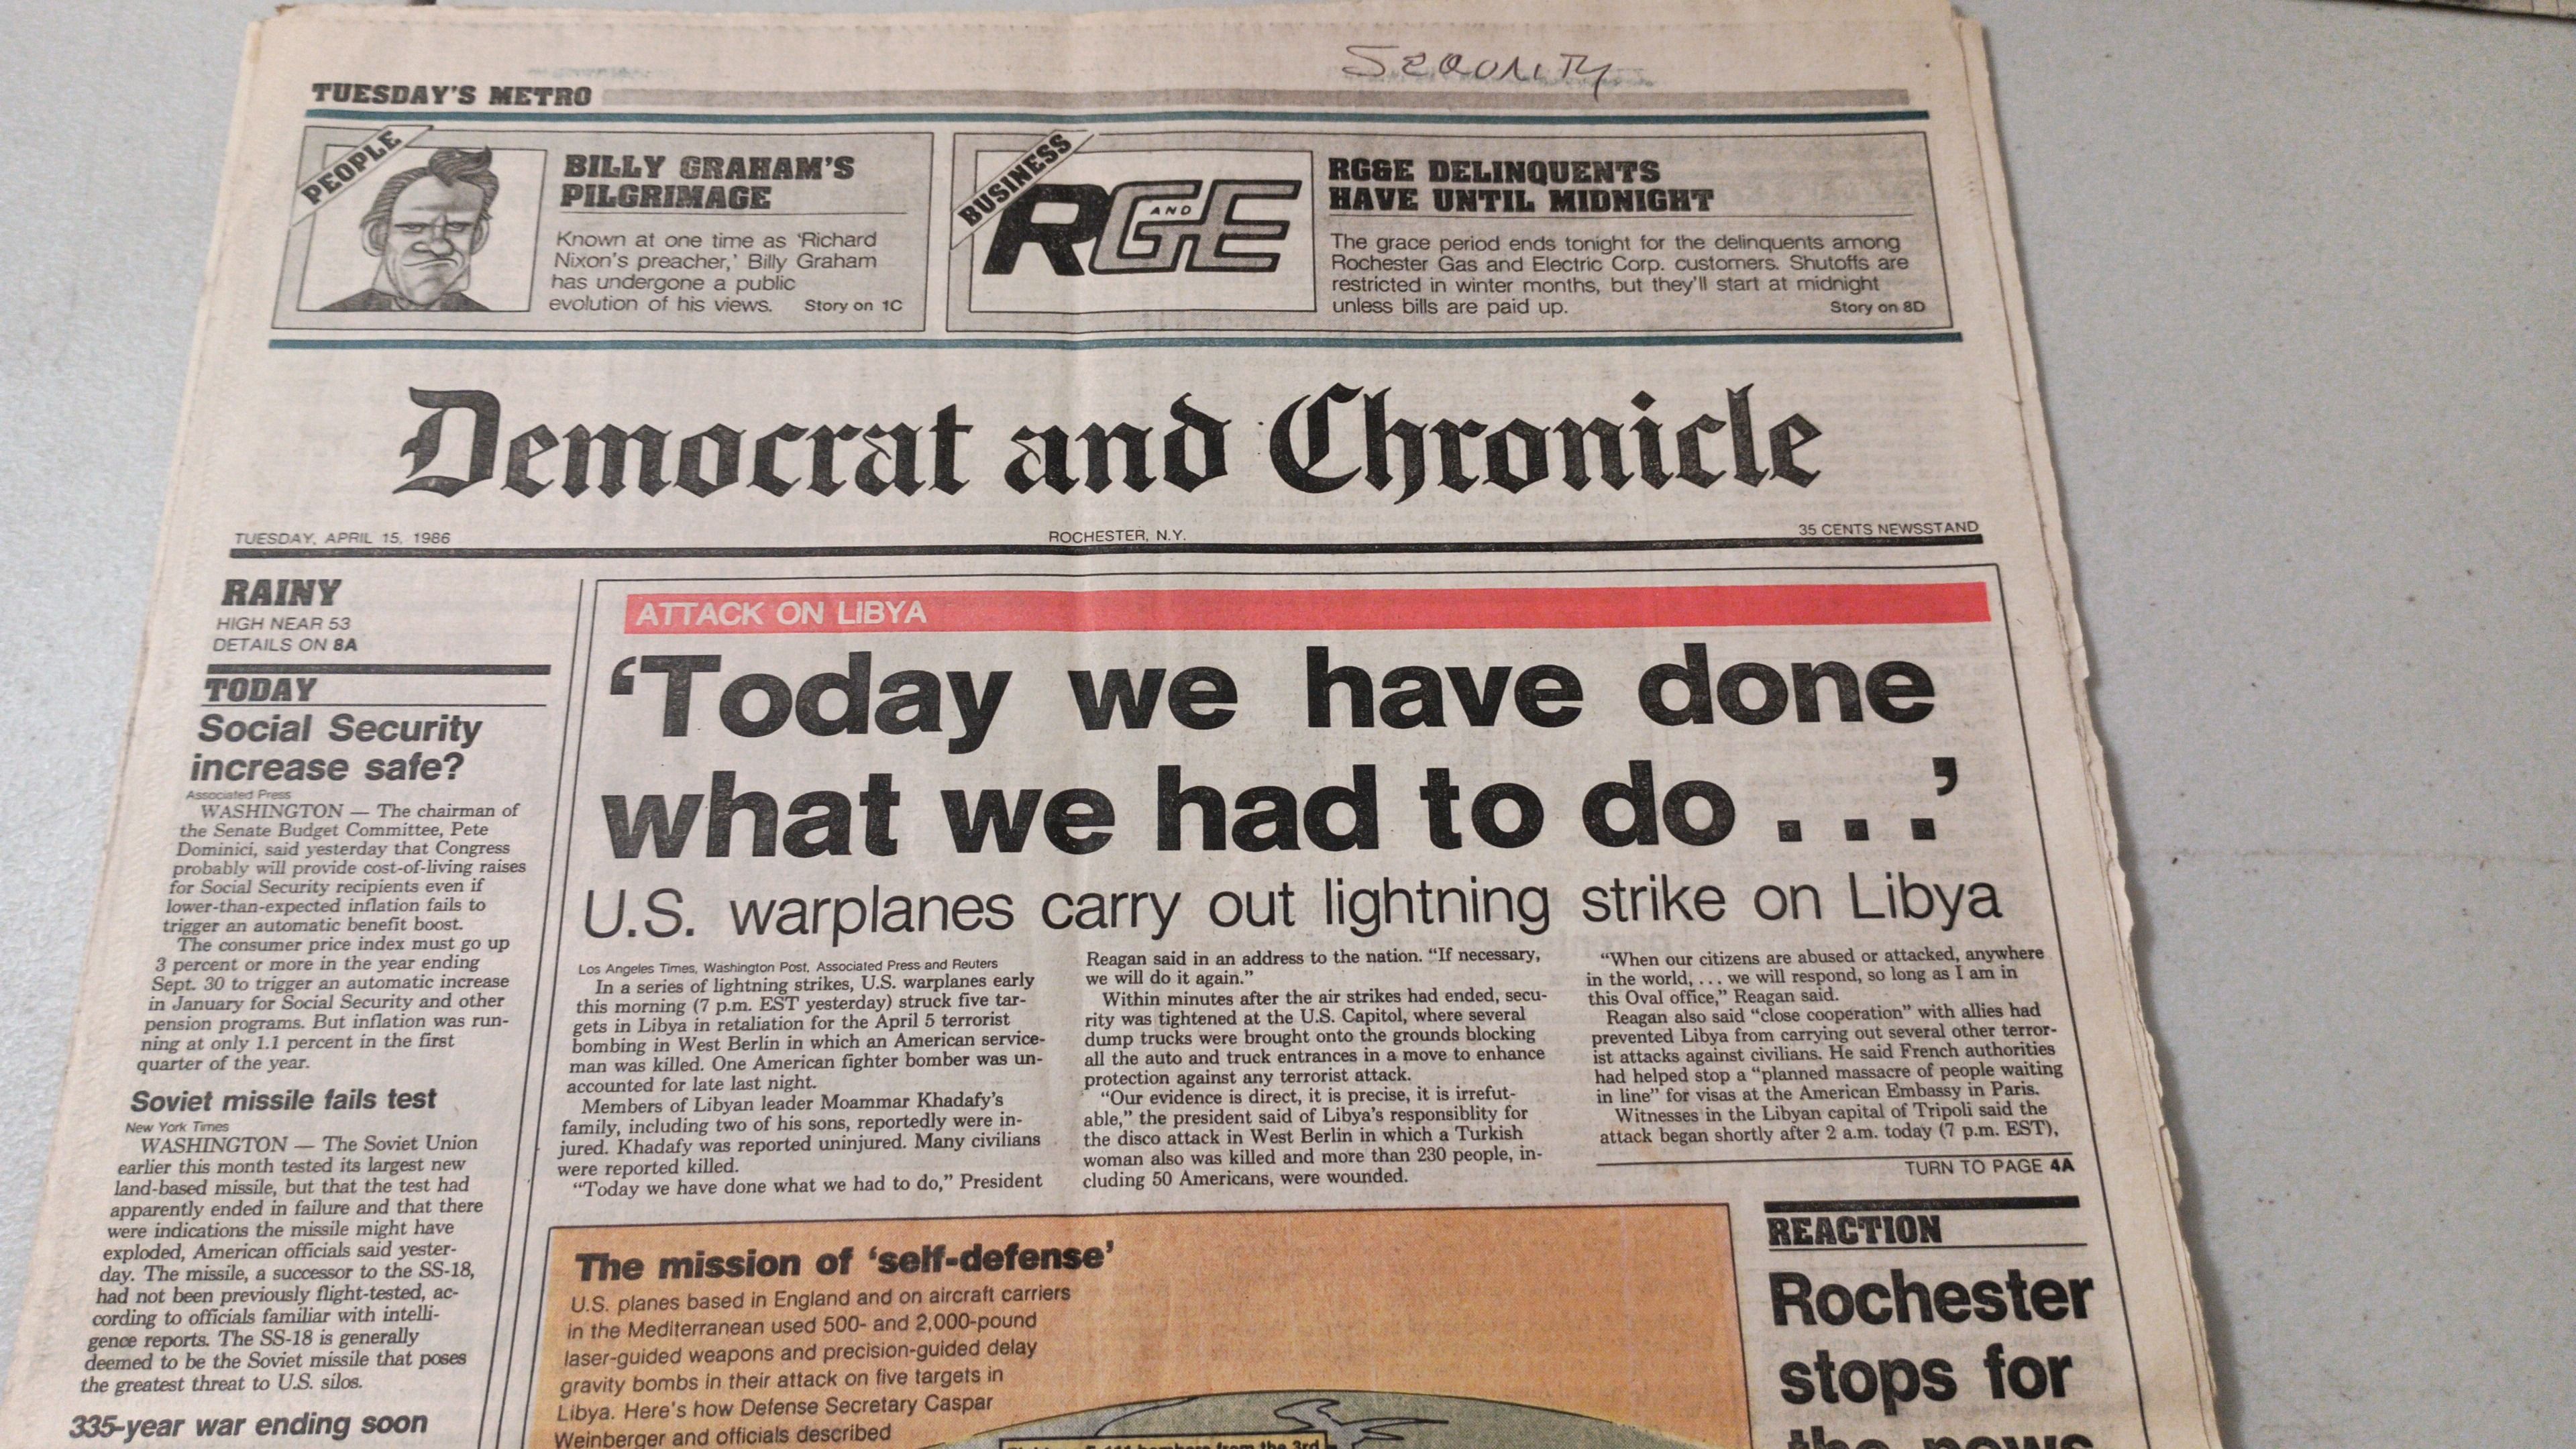 Security
TUESDAY'S METRO
PEOPLE
BILLY GRAHAM'S
PILGRIMAGE
Known at one time as 'Richard
Nixon's preacher,' Billy Graham
has undergone a public
evolution of his views. Story on 1C
BUSINESS
RG AND E
RG&E DELINQUENTS
HAVE UNTIL MIDNIGHT
The grace period ends tonight for the delinquents among
Rochester Gas and Electric Corp. customers. Shutoffs are
restricted in winter months, but they'll start at midnight
unless bills are paid up. Story on 8D
Democrat and Chronicle
TUESDAY, APRIL 15, 1986 ROCHESTER, N.Y. 35 CENTS NEWSSTAND
RAINY
HIGH NEAR 53
DETAILS ON 8A
TODAY
Social Security
increase safe?
Associated Press
WASHINGTON — The chairman of
the Senate Budget Committee, Pete
Dominici, said yesterday that Congress
probably will provide cost-of-living raises
for Social Security recipients even if
lower-than-expected inflation fails to
trigger an automatic benefit boost.
The consumer price index must go up
3 percent or more in the year ending
Sept. 30 to trigger an automatic increase
in January for Social Security and other
pension programs. But inflation was run-
ning at only 1.1 percent in the first
quarter of the year.
Soviet missile fails test
New York Times
WASHINGTON — The Soviet Union
earlier this month tested its largest new
land-based missile, but that the test had
apparently ended in failure and that there
were indications the missile might have
exploded, American officials said yester-
day. The missile, a successor to the SS-18,
had not been previously flight-tested, ac-
cording to officials familiar with intelli-
gence reports. The SS-18 is generally
deemed to be the Soviet missile that poses
the greatest threat to U.S. silos.
335-year war ending soon
ATTACK ON LIBYA
'Today we have done
what we had to do . . .'
U.S. warplanes carry out lightning strike on Libya
Los Angeles Times, Washington Post, Associated Press and Reuters
In a series of lightning strikes, U.S. warplanes early
this morning (7 p.m. EST yesterday) struck five tar-
gets in Libya in retaliation for the April 5 terrorist
bombing in West Berlin in which an American service-
man was killed. One American fighter bomber was un-
accounted for late last night.
Members of Libyan leader Moammar Khadafy's
family, including two of his sons, reportedly were in-
jured. Khadafy was reported uninjured. Many civilians
were reported killed.
"Today we have done what we had to do," President
Reagan said in an address to the nation. "If necessary,
we will do it again."
Within minutes after the air strikes had ended, secu-
rity was tightened at the U.S. Capitol, where several
dump trucks were brought onto the grounds blocking
all the auto and truck entrances in a move to enhance
protection against any terrorist attack.
"Our evidence is direct, it is precise, it is irrefut-
able," the president said of Libya's responsiblity for
the disco attack in West Berlin in which a Turkish
woman also was killed and more than 230 people, in-
cluding 50 Americans, were wounded.
"When our citizens are abused or attacked, anywhere
in the world, . . . we will respond, so long as I am in
this Oval office," Reagan said.
Reagan also said "close cooperation" with allies had
prevented Libya from carrying out several other terror-
ist attacks against civilians. He said French authorities
had helped stop a "planned massacre of people waiting
in line" for visas at the American Embassy in Paris.
Witnesses in the Libyan capital of Tripoli said the
attack began shortly after 2 a.m. today (7 p.m. EST),
TURN TO PAGE 4A
The mission of 'self-defense'
U.S. planes based in England and on aircraft carriers
in the Mediterranean used 500- and 2,000-pound
laser-guided weapons and precision-guided delay
gravity bombs in their attack on five targets in
Libya. Here's how Defense Secretary Caspar
Weinberger and officials described
bombers from the 3rd
REACTION
Rochester
stops for
the news